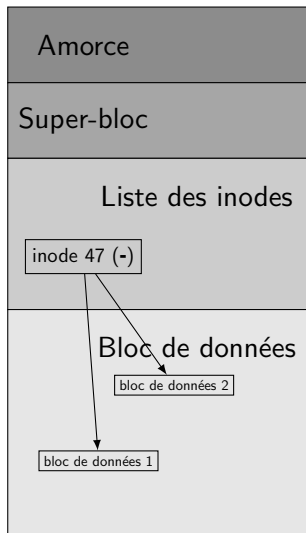 Amorce
Super-bloc
Liste des inodes
inode 47 (-)
Bloc de données
bloc de données 2
bloc de données 1